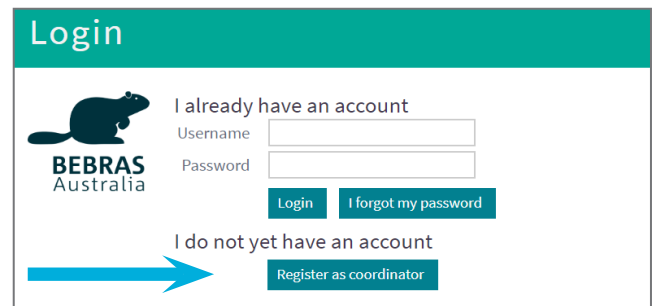 Login
I already have an account
Username
Password
BEBRAS
Australia
Login I forgot my password
I do not yet have an account
Register as coordinator